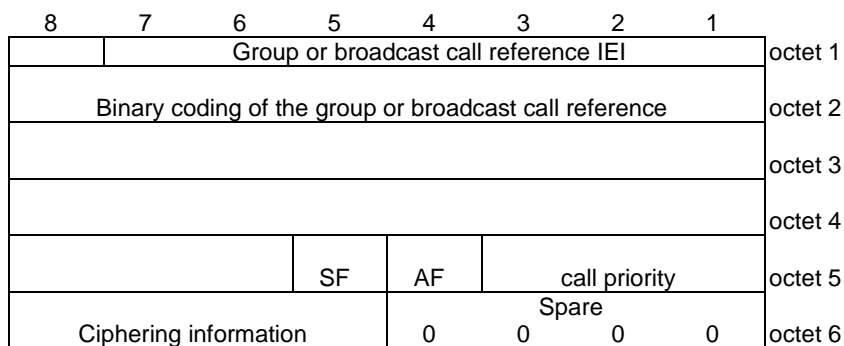 8 7 6 5 4 3 2 1
Group or broadcast call reference IEI octet 1
Binary coding of the group or broadcast call reference octet 2
octet 3
octet 4
SF AF call priority octet 5
Spare
Ciphering information 0 0 0 0 octet 6